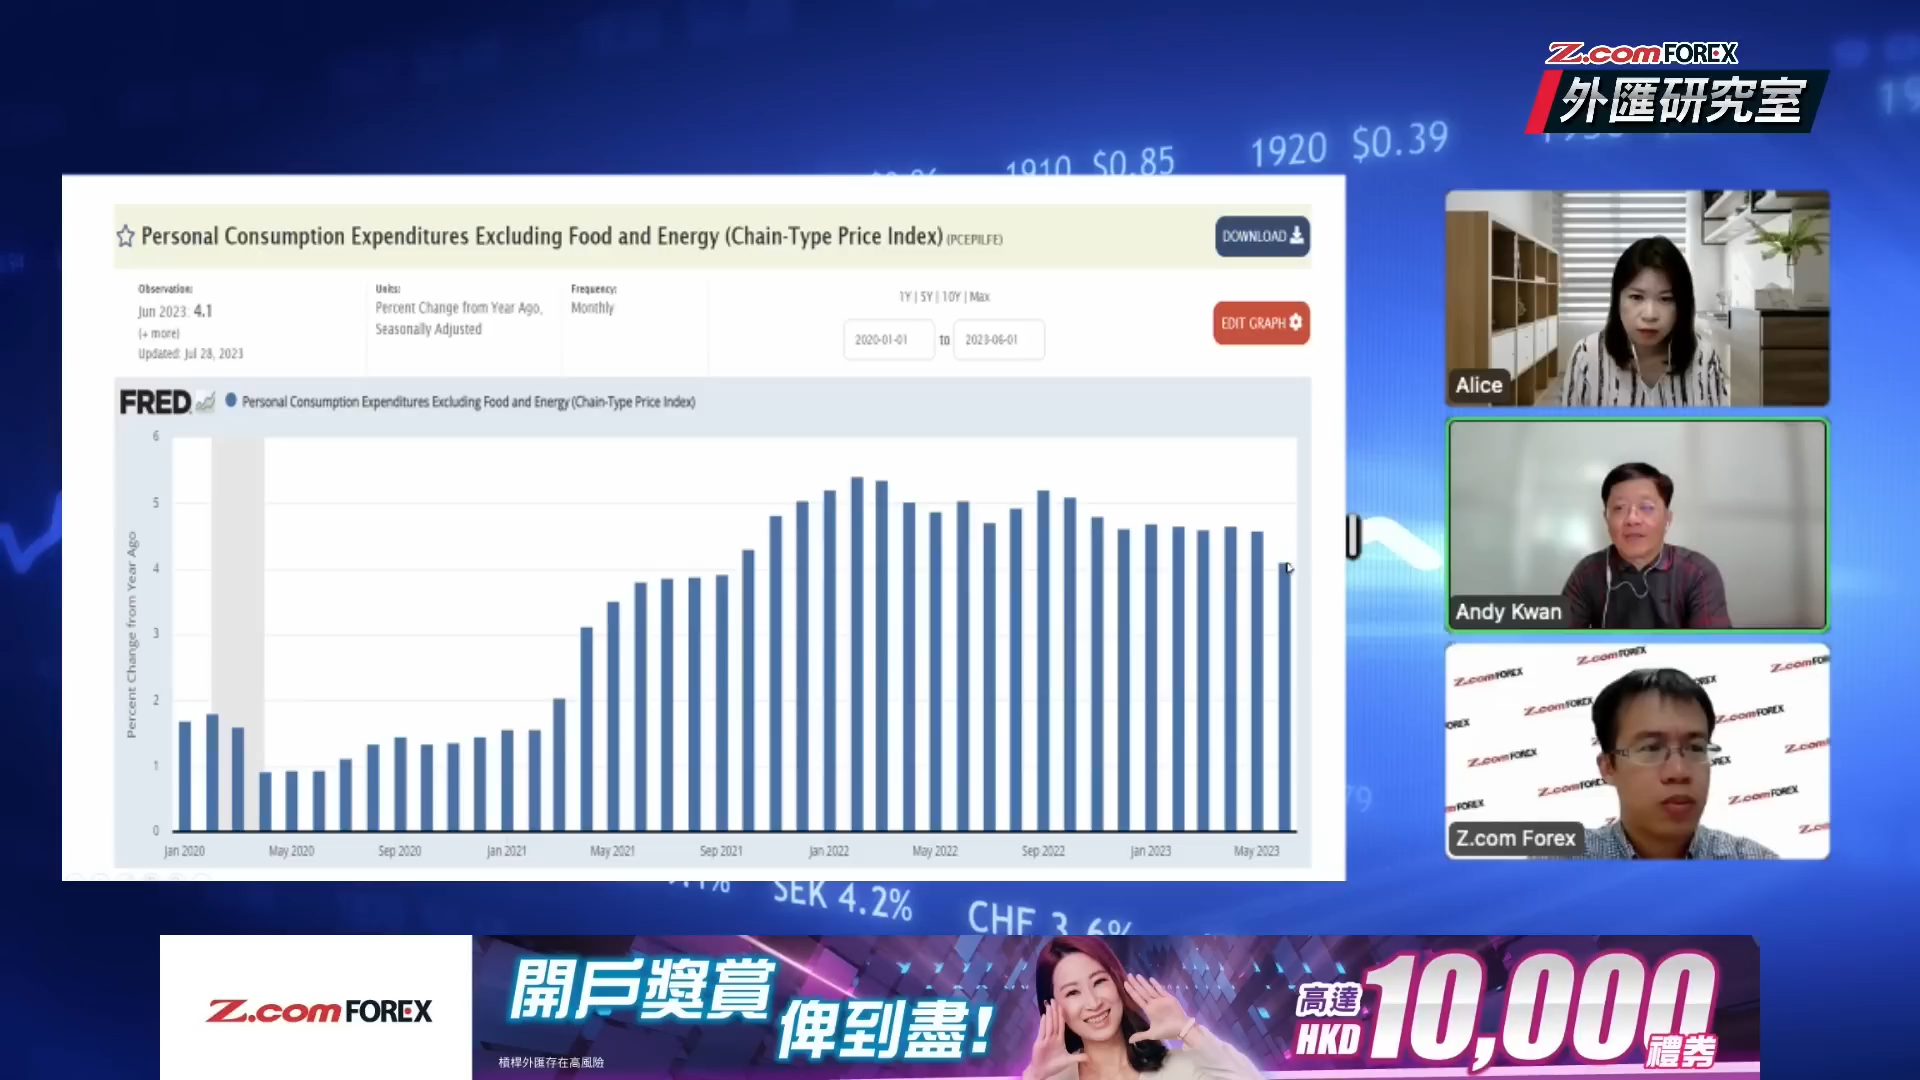 Z.com FOREX
外匯研究室
1910 $0.85
1920 $0.39
Personal Consumption Expenditures Excluding Food and Energy (Chain-Type Price Index) (PCEPILFE)
DOWNLOAD
Observation:
Jun 2023: 4.1
(+ more)
Updated: Jul 28, 2023
Units:
Percent Change from Year Ago,
Seasonally Adjusted
Frequency:
Monthly
1Y | 5Y | 10Y | Max
2020-01-01 to 2023-06-01
EDIT GRAPH
FRED
Personal Consumption Expenditures Excluding Food and Energy (Chain-Type Price Index)
Percent Change from Year Ago
6
5
4
3
2
1
0
Jan 2020
May 2020
Sep 2020
Jan 2021
May 2021
Sep 2021
Jan 2022
May 2022
Sep 2022
Jan 2023
May 2023
Alice
Andy Kwan
Z.com Forex
SEK 4.2%
CHF 3.6%
Z.com FOREX
開戶獎賞
俾到盡!
槓桿外匯存在高風險
高達
HKD
10,000
禮券